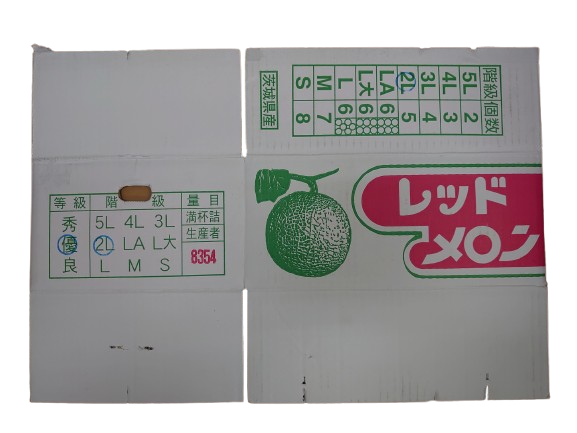 階級 個数
5L 2
4L 3
3L 4
2L 5
LA 6
L大 6
L 6
M 7
S 8
茨城県産
等級 階級 量目
秀 5L 4L 3L 満杯詰
優 2L LA L大 生産者
良 L M S 8354
レッド
メロン